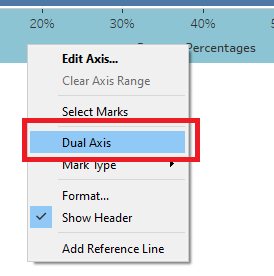 20% 30% 40%
Percentages
Edit Axis...
Clear Axis Range
Select Marks
Dual Axis
Mark Type
Format...
Show Header
Add Reference Line